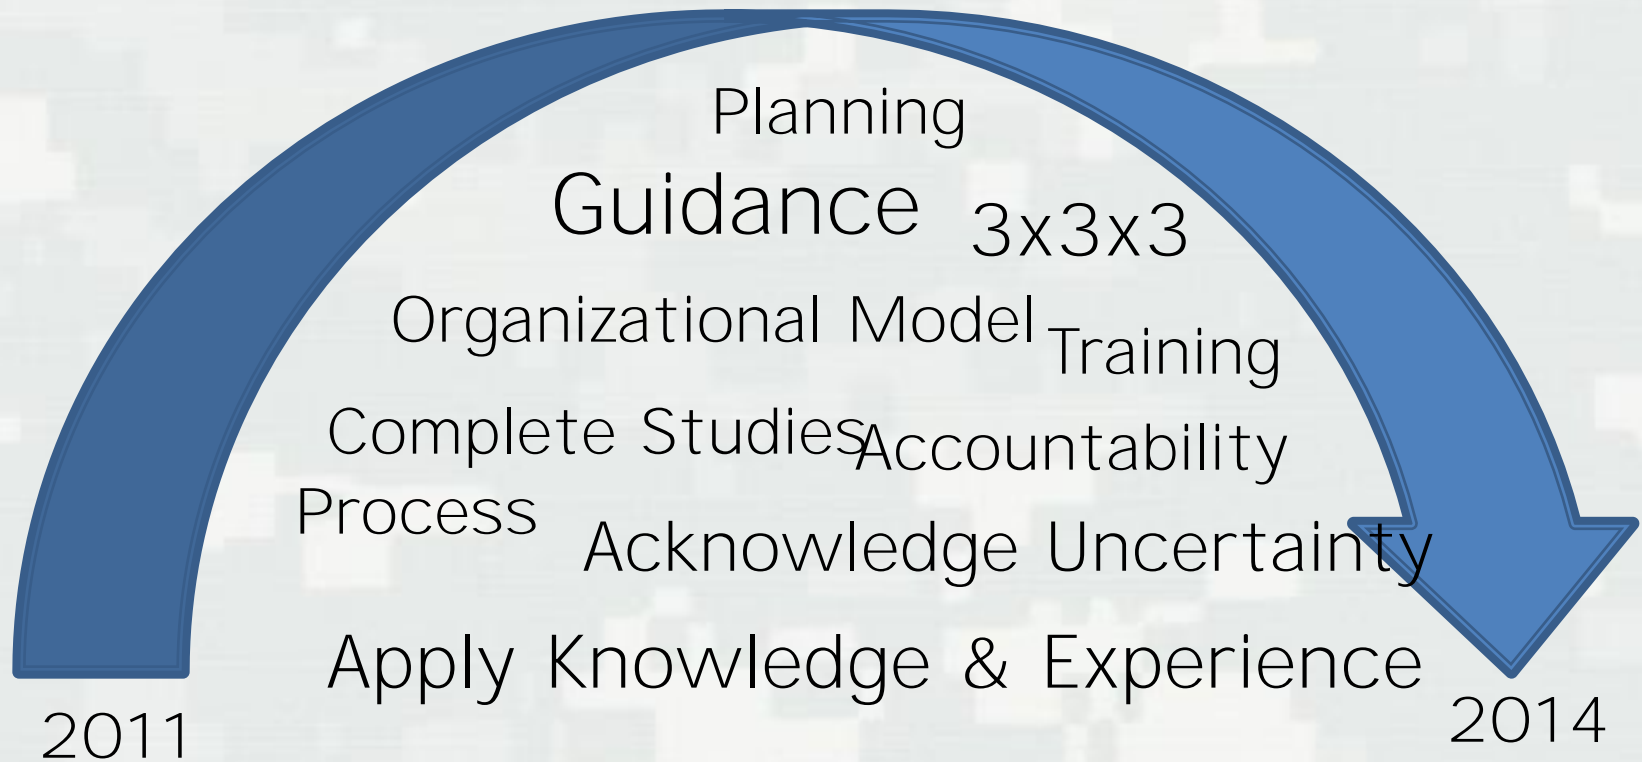 Planning
Guidance
3x3x3
Organizational Model
Training
Complete Studies
Accountability
Process
Acknowledge Uncertainty
Apply Knowledge & Experience
2011
2014